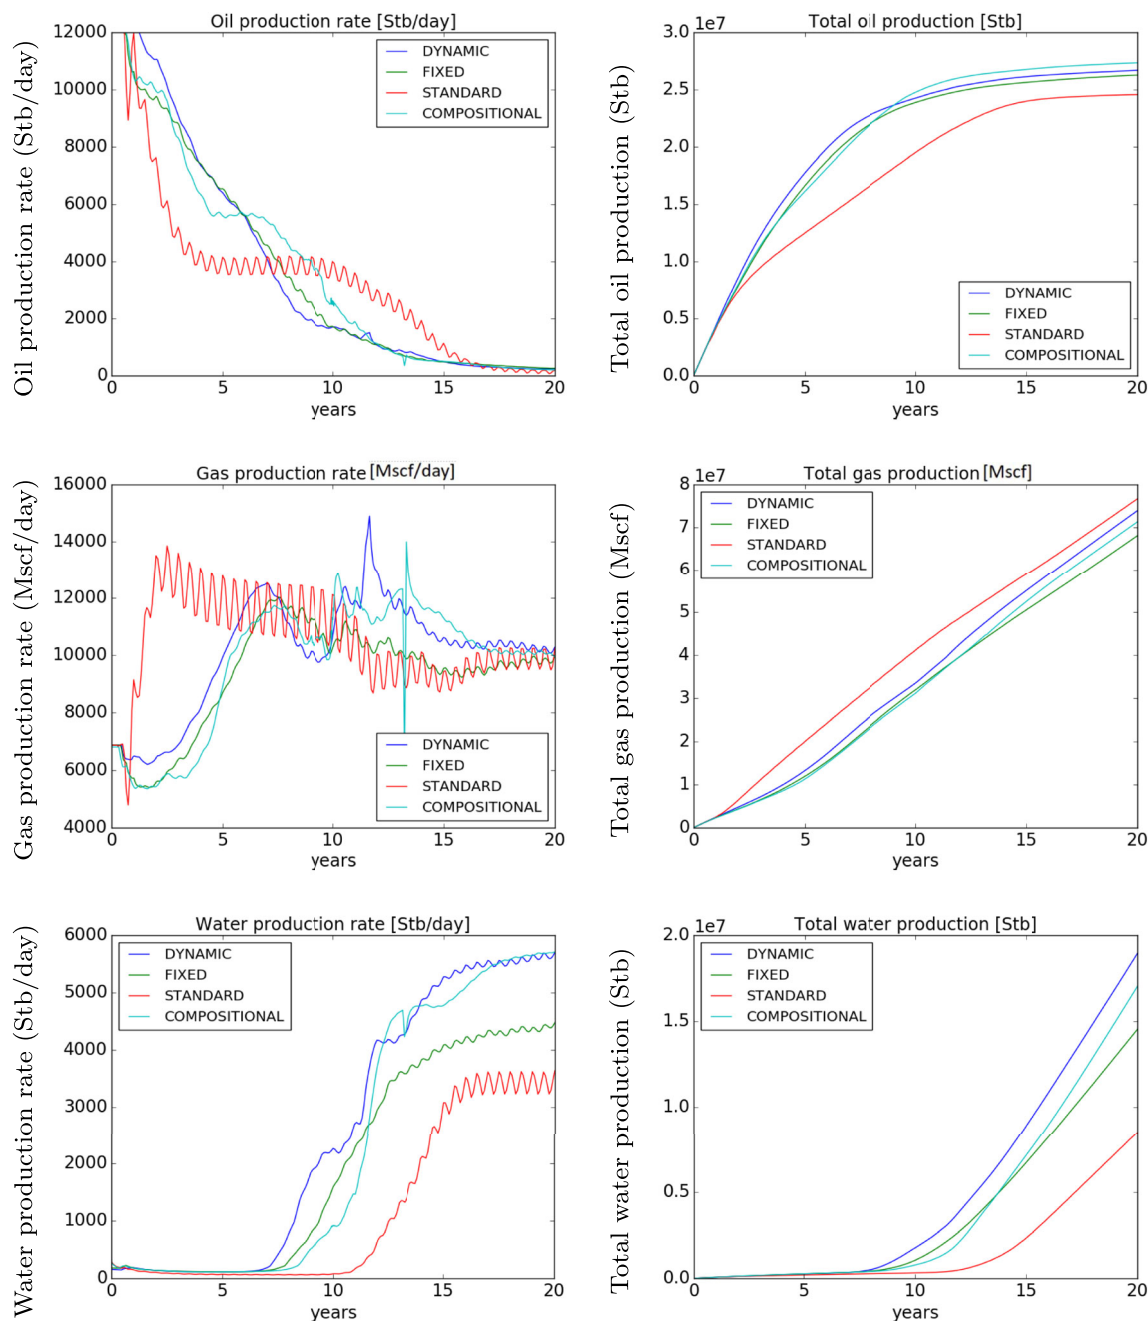 Oil production rate [Stb/day]
Oil production rate (Stb/day)
12000
10000
8000
6000
4000
2000
0
DYNAMIC
FIXED
STANDARD
COMPOSITIONAL
0 5 10 15 20
years
Total oil production [Stb]
1e7
Total oil production (Stb)
3.0
2.5
2.0
1.5
1.0
0.5
0.0
DYNAMIC
FIXED
STANDARD
COMPOSITIONAL
0 5 10 15 20
years
Gas production rate [Mscf/day]
Gas production rate (Mscf/day)
16000
14000
12000
10000
8000
6000
4000
DYNAMIC
FIXED
STANDARD
COMPOSITIONAL
0 5 10 15 20
years
Total gas production [Mscf]
1e7
Total gas production (Mscf)
8
7
6
5
4
3
2
1
0
DYNAMIC
FIXED
STANDARD
COMPOSITIONAL
0 5 10 15 20
years
Water production rate [Stb/day]
Water production rate (Stb/day)
6000
5000
4000
3000
2000
1000
0
DYNAMIC
FIXED
STANDARD
COMPOSITIONAL
0 5 10 15 20
years
Total water production [Stb]
1e7
Total water production (Stb)
2.0
1.5
1.0
0.5
0.0
DYNAMIC
FIXED
STANDARD
COMPOSITIONAL
0 5 10 15 20
years